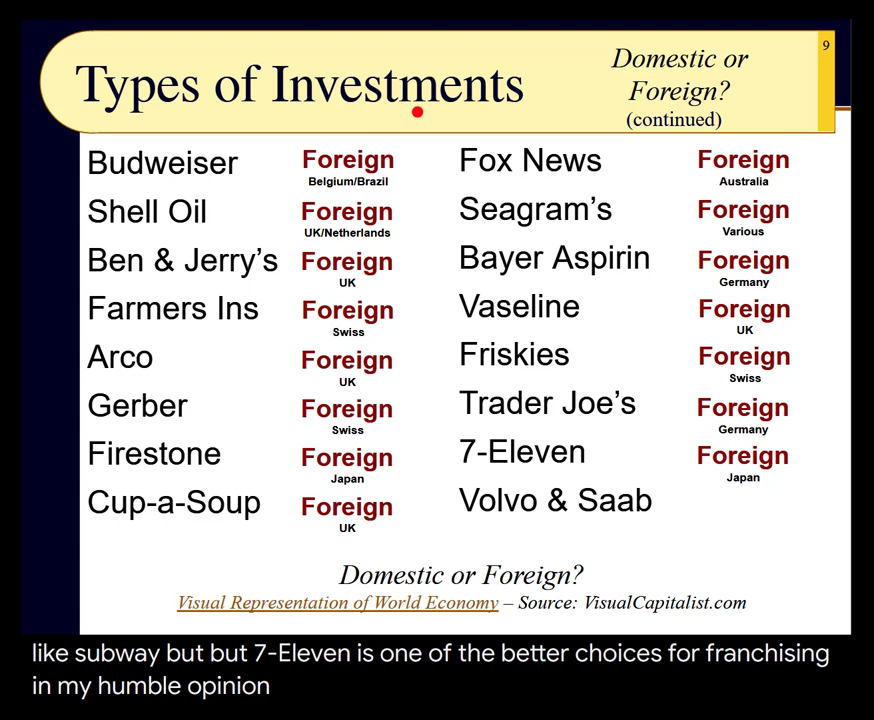 9
Types of Investments
Domestic or
Foreign?
(continued)
Budweiser
Foreign
Belgium/Brazil
Shell Oil
Foreign
UK/Netherlands
Ben & Jerry’s
Foreign
UK
Farmers Ins
Foreign
Swiss
Arco
Foreign
UK
Gerber
Foreign
Swiss
Firestone
Foreign
Japan
Cup-a-Soup
Foreign
UK
Fox News
Foreign
Australia
Seagram’s
Foreign
Various
Bayer Aspirin
Foreign
Germany
Vaseline
Foreign
UK
Friskies
Foreign
Swiss
Trader Joe’s
Foreign
Germany
7-Eleven
Foreign
Japan
Volvo & Saab
Domestic or Foreign?
Visual Representation of World Economy – Source: VisualCapitalist.com
like subway but but 7-Eleven is one of the better choices for franchising
in my humble opinion